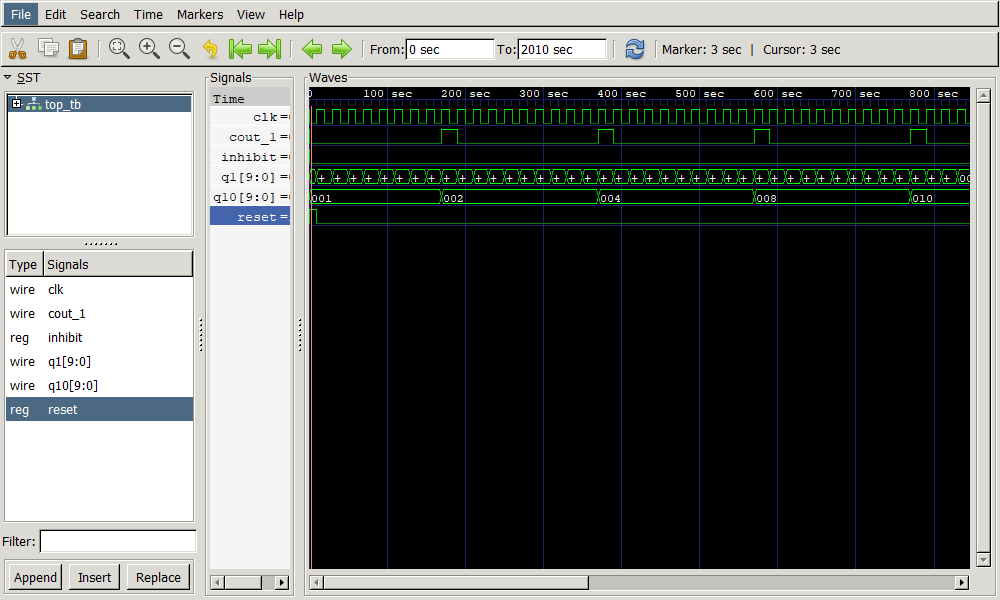 File Edit Search Time Markers View Help
From: 0 sec To: 2010 sec Marker: 3 sec | Cursor: 3 sec
SST
top_tb
Type Signals
wire clk
wire cout_1
reg inhibit
wire q1[9:0]
wire q10[9:0]
reg reset
Filter:
Append Insert Replace
Signals
Time
clk =
cout_1 =
inhibit =
q1[9:0] =
q10[9:0] =
reset =
Waves
0 100 sec 200 sec 300 sec 400 sec 500 sec 600 sec 700 sec 800 sec
+ + + + + + + + + + + + + + + + + + + + + + + + + + + + + + + + + + + + + + + + + 00
001 002 004 008 010